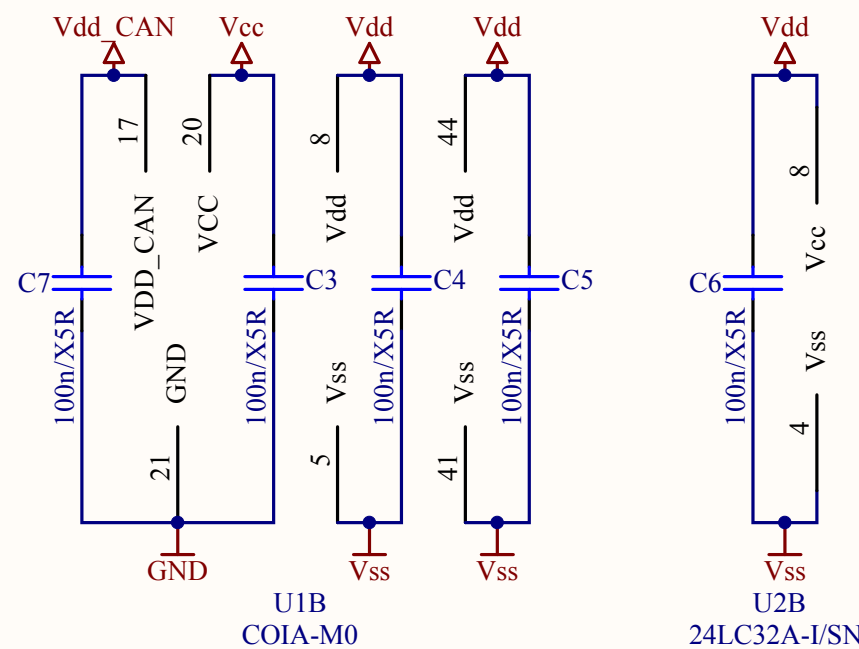 Vdd_CAN
Vcc
Vdd
Vdd
Vdd
17
20
8
44
8
VDD_CAN
VCC
Vdd
Vdd
Vcc
C7
C3
C4
C5
C6
100n/X5R
GND
100n/X5R
Vss
100n/X5R
Vss
100n/X5R
100n/X5R
Vss
21
5
41
4
GND
Vss
Vss
Vss
U1B
COIA-M0
U2B
24LC32A-I/SN